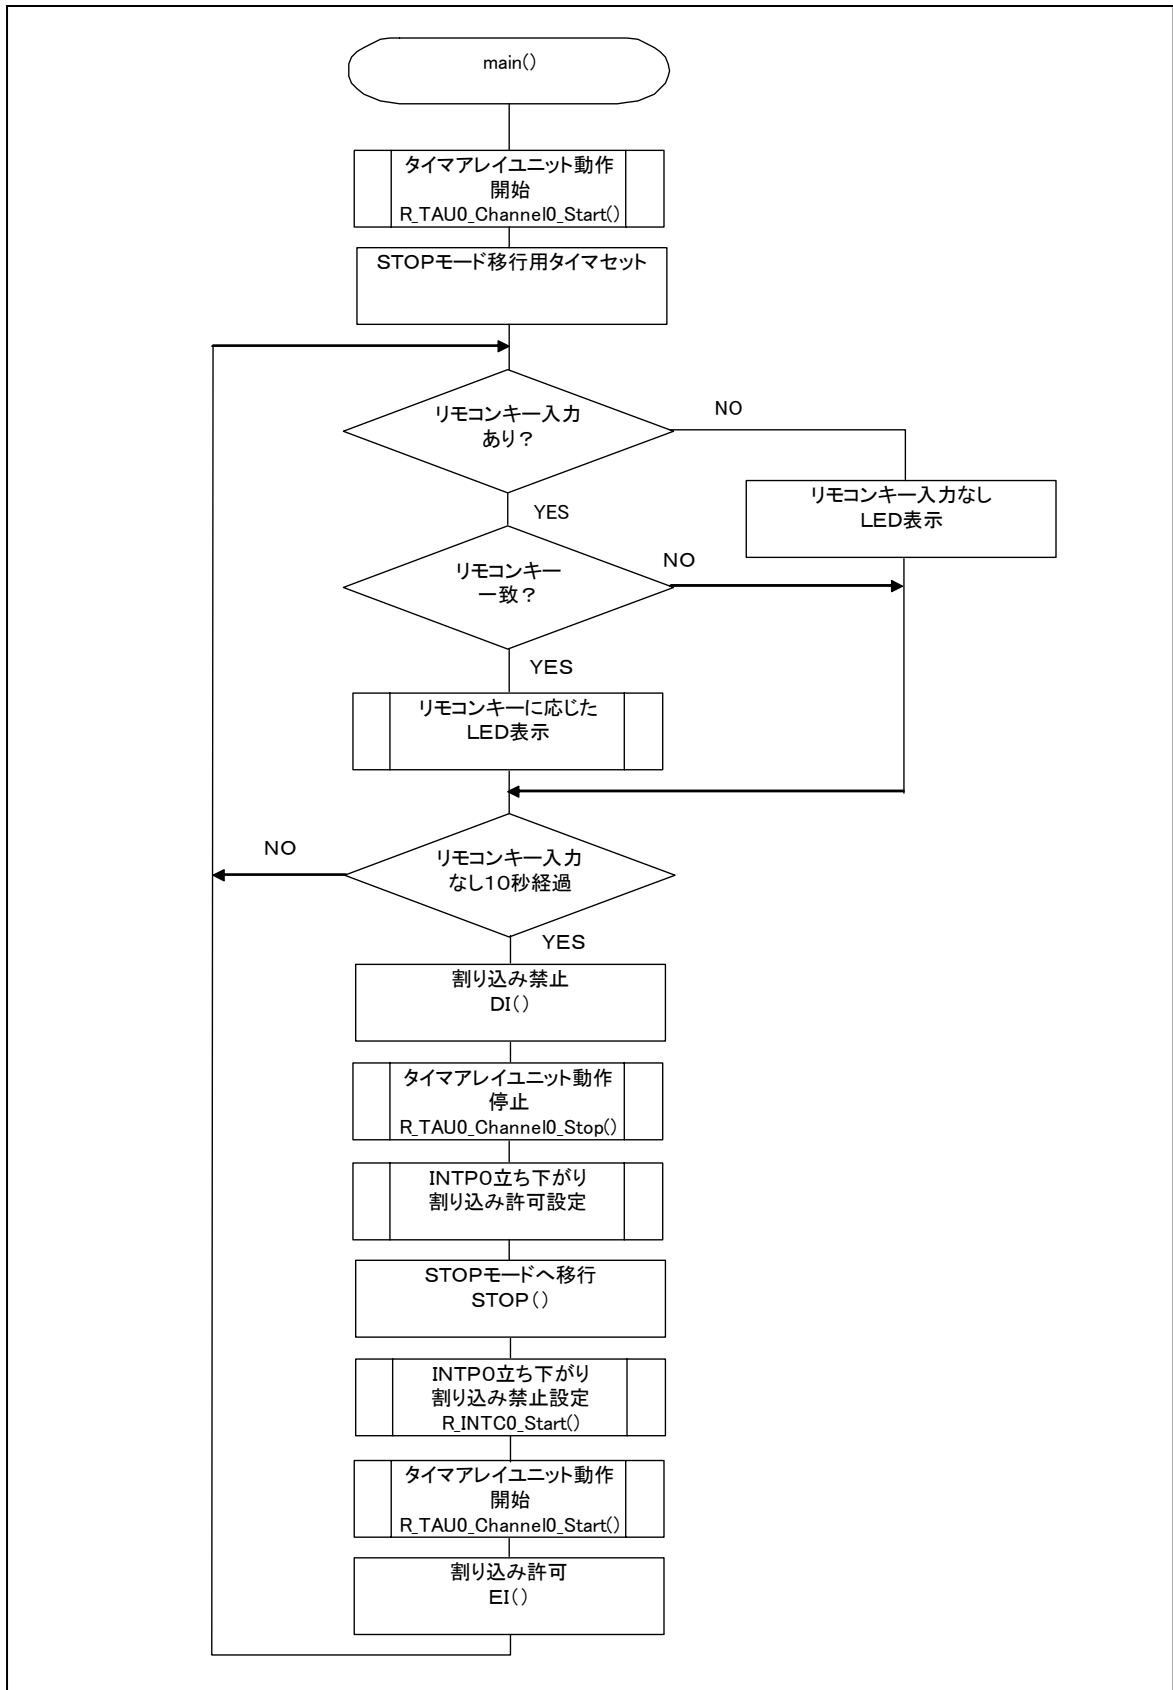 main()
タイマアレイユニット動作
開始
R_TAU0_Channel0_Start()
STOPモード移行用タイマセット
リモコンキー入力
あり？
NO
リモコンキー入力なし
LED表示
YES
リモコンキー
一致？
NO
YES
リモコンキーに応じた
LED表示
リモコンキー入力
なし10秒経過
NO
YES
割り込み禁止
DI()
タイマアレイユニット動作
停止
R_TAU0_Channel0_Stop()
INTP0立ち下がり
割り込み許可設定
STOPモードへ移行
STOP()
INTP0立ち下がり
割り込み禁止設定
R_INTC0_Start()
タイマアレイユニット動作
開始
R_TAU0_Channel0_Start()
割り込み許可
EI()